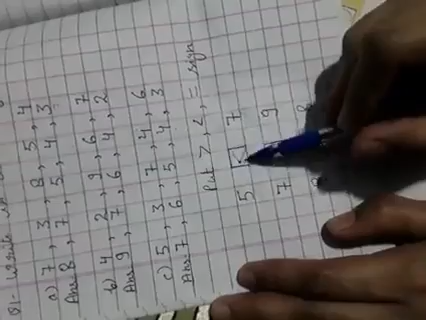 Q1- Write in
a) 7, 3, 8, 5, 4
Ans. 8, 7, 5, 4, 3
b) 4, 2, 9, 6, 7
Ans 9, 7, 6, 4, 2
c) 5, 3, 7, 4, 6
Ans- 7, 6, 5, 4, 3
Put >, <, = sign
5 < 7
7 9
8